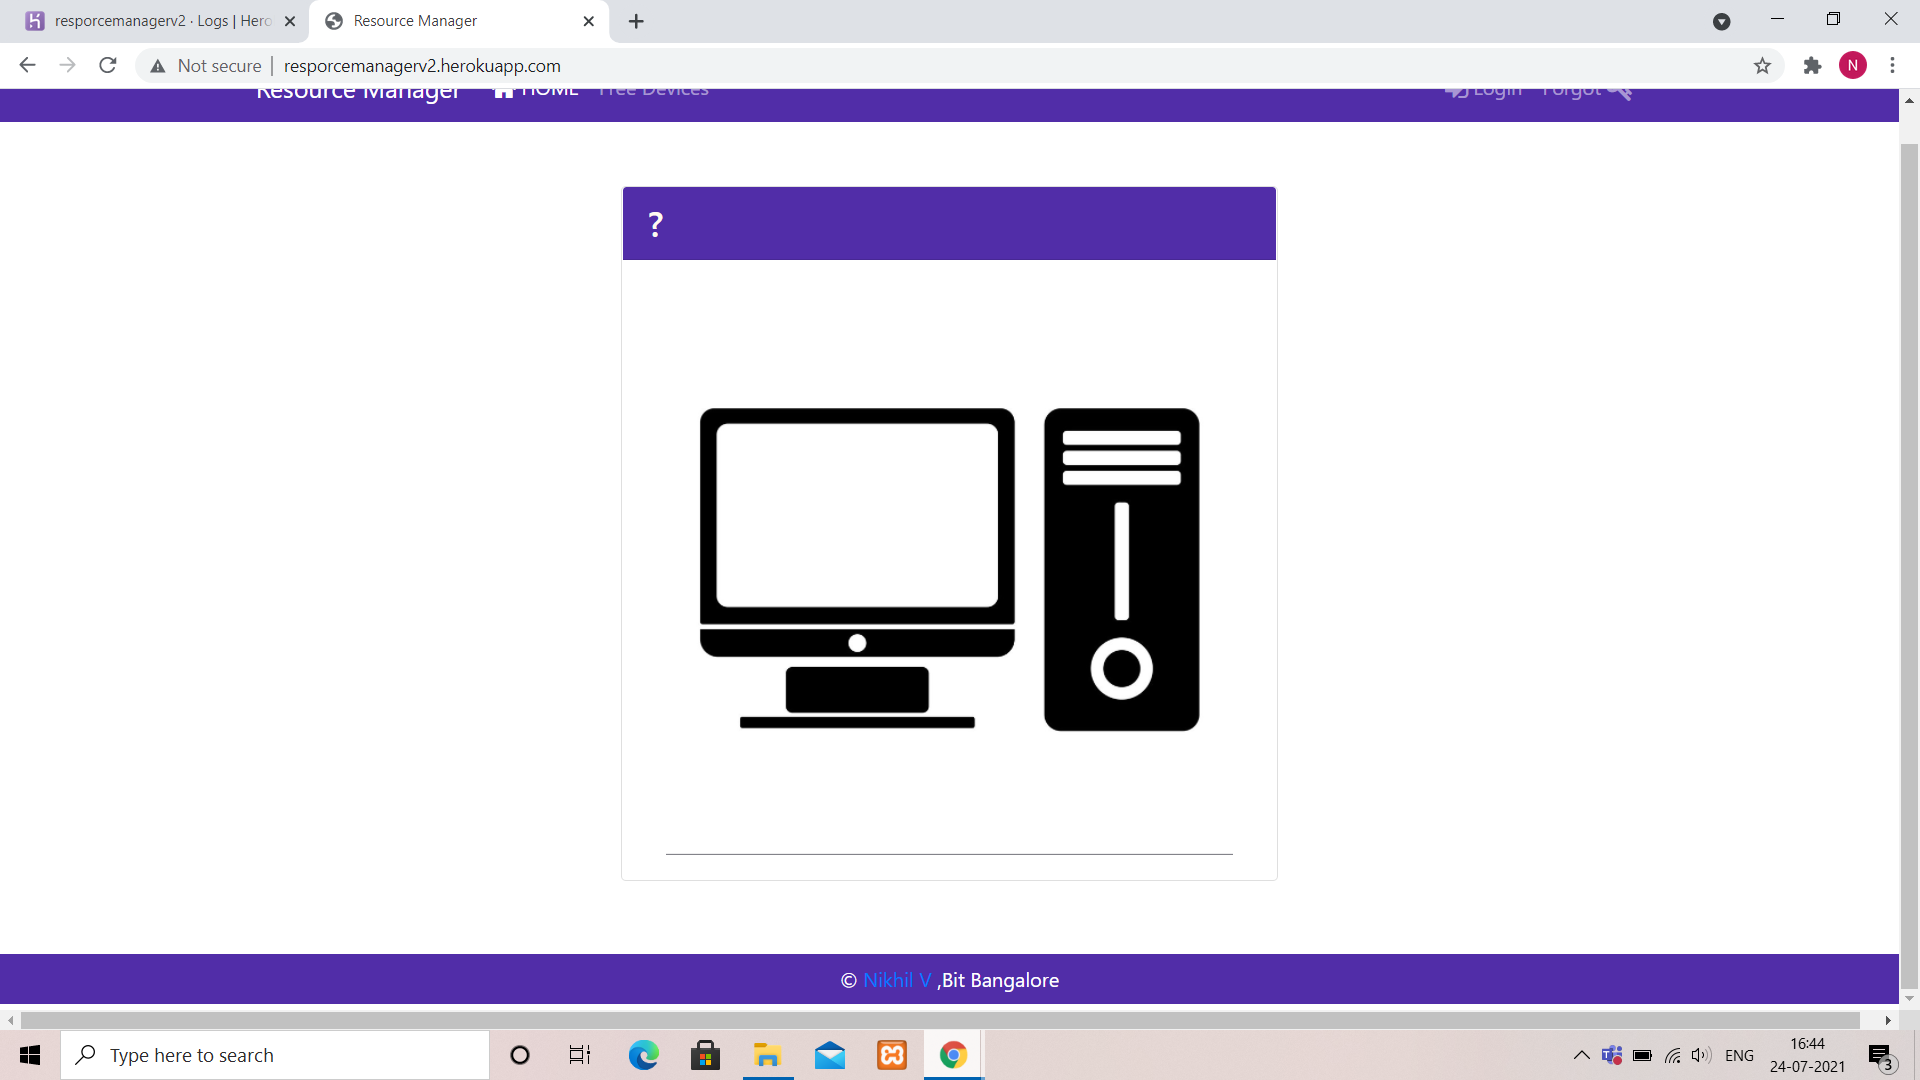 resporcemanagerv2 · Logs | Hero
Resource Manager
Not secure
resporcemanagerv2.herokuapp.com
N
Resource Manager HOME Free Devices Login Forgot
?
© Nikhil V ,Bit Bangalore
Type here to search
ENG
16:44
24-07-2021
3